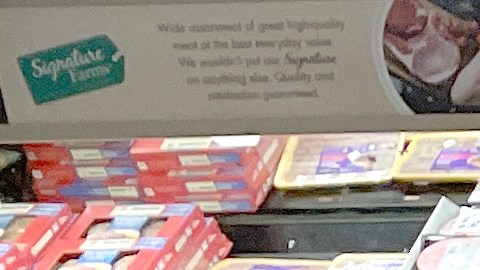 Signature
Farms
Wide assortment of great high-quality
meat at the best everyday value.
We wouldn't put our Signature
on anything else. Quality and
satisfaction guaranteed.